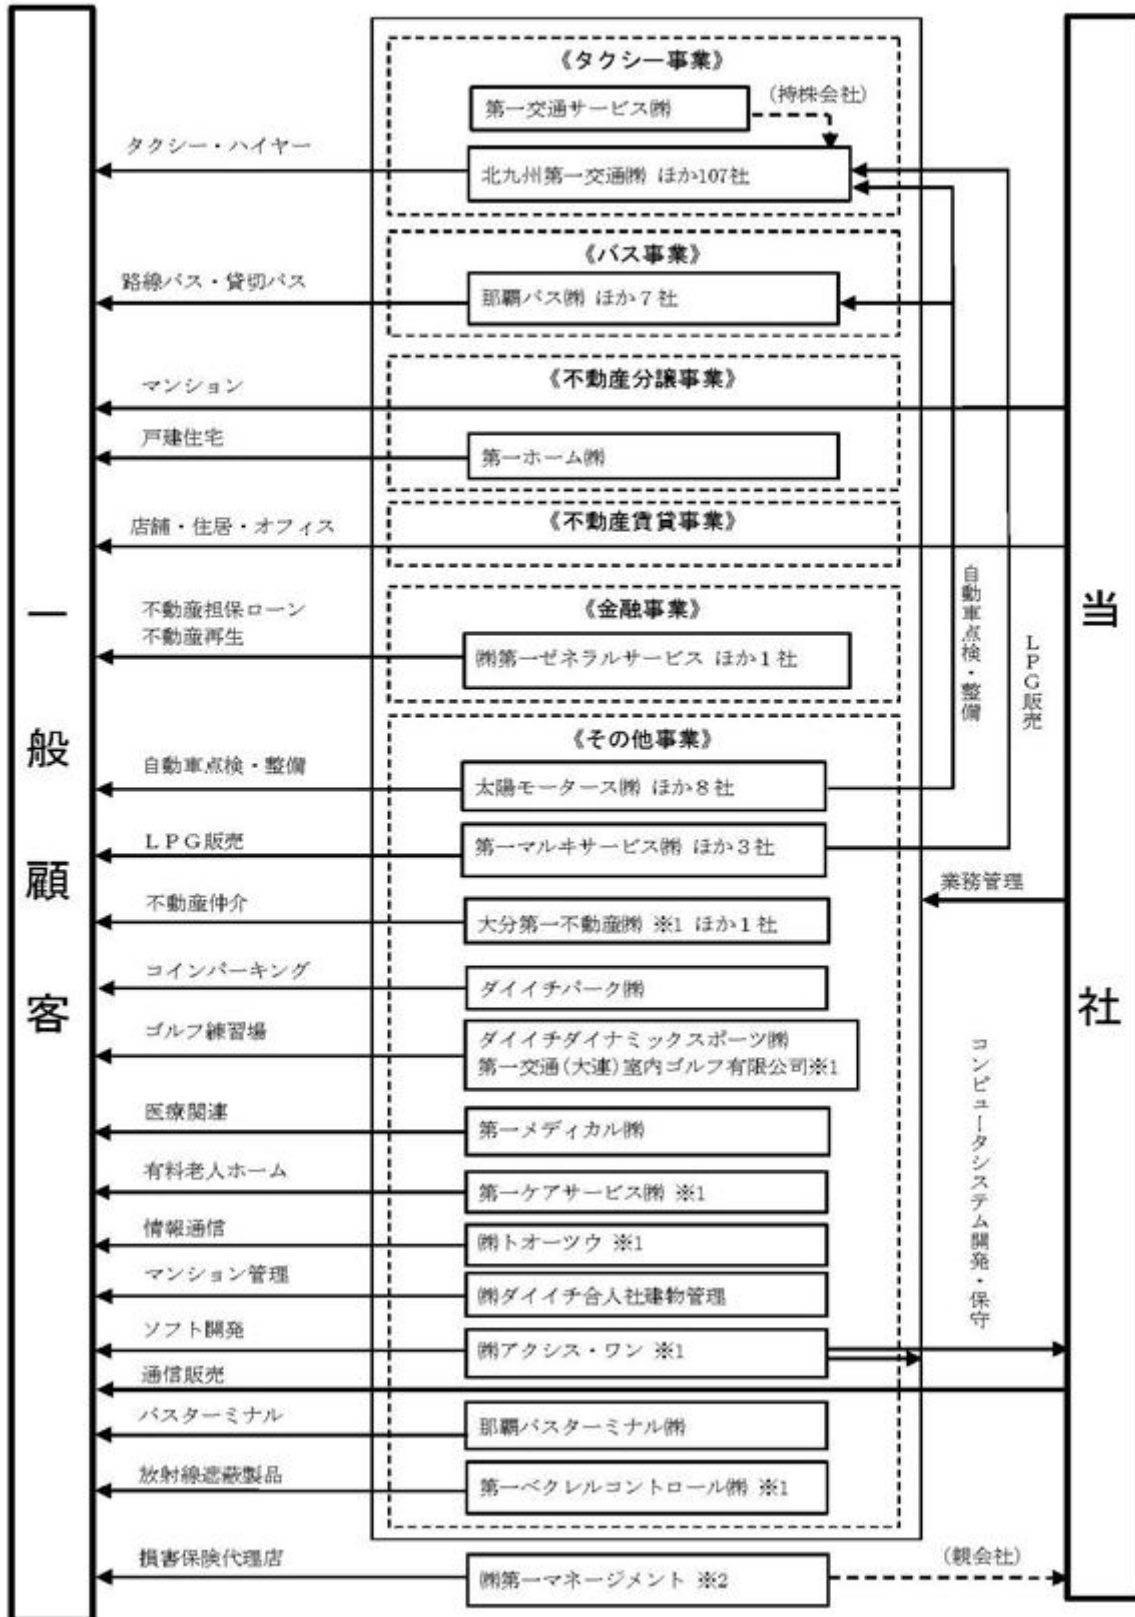 《タクシー事業》
第一交通サービス㈱
(持株会社)
タクシー・ハイヤー
北九州第一交通㈱ ほか107社
《バス事業》
路線バス・貸切バス
那覇バス㈱ ほか7社
《不動産分譲事業》
マンション
戸建住宅
第一ホーム㈱
《不動産賃貸事業》
店舗・住居・オフィス
《金融事業》
不動産担保ローン
不動産再生
㈱第一ゼネラルサービス ほか1社
《その他事業》
自動車点検・整備
太陽モータース㈱ ほか8社
LPG販売
第一マルキサービス㈱ ほか3社
不動産仲介
大分第一不動産㈱ ※1 ほか1社
コインパーキング
ダイイチパーク㈱
ゴルフ練習場
ダイイチダイナミックスポーツ㈱
第一交通(大連)室内ゴルフ有限公司※1
医療関連
第一メディカル㈱
有料老人ホーム
第一ケアサービス㈱ ※1
情報通信
㈱トオーツウ ※1
マンション管理
㈱ダイイチ合人社建物管理
ソフト開発
㈱アクシス・ワン ※1
通信販売
バスターミナル
那覇バスターミナル㈱
放射線遮蔽製品
第一ベクレルコントロール㈱ ※1
損害保険代理店
㈱第一マネージメント ※2
(親会社)
一般顧客
自動車点検・整備
LPG販売
業務管理
コンピュータシステム開発・保守
当社